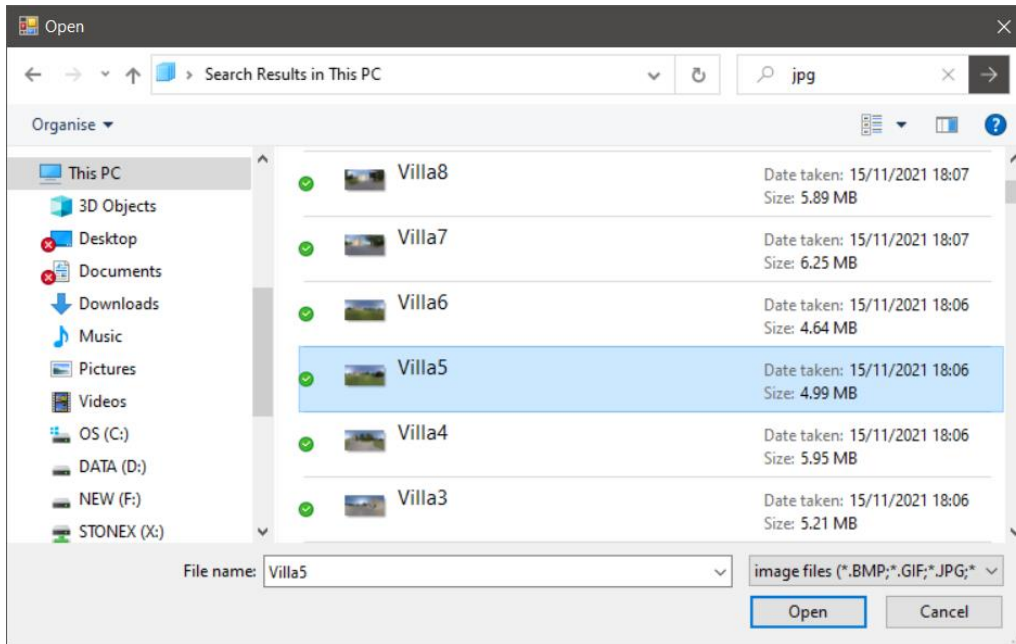 Open
Search Results in This PC
jpg
Organise
This PC
3D Objects
Desktop
Documents
Downloads
Music
Pictures
Videos
OS (C:)
DATA (D:)
NEW (F:)
STONEX (X:)
Villa8
Date taken: 15/11/2021 18:07
Size: 5.89 MB
Villa7
Date taken: 15/11/2021 18:07
Size: 6.25 MB
Villa6
Date taken: 15/11/2021 18:06
Size: 4.64 MB
Villa5
Date taken: 15/11/2021 18:06
Size: 4.99 MB
Villa4
Date taken: 15/11/2021 18:06
Size: 5.95 MB
Villa3
Date taken: 15/11/2021 18:06
Size: 5.21 MB
File name: Villa5
image files (*.BMP;*.GIF;*.JPG;*
Open Cancel